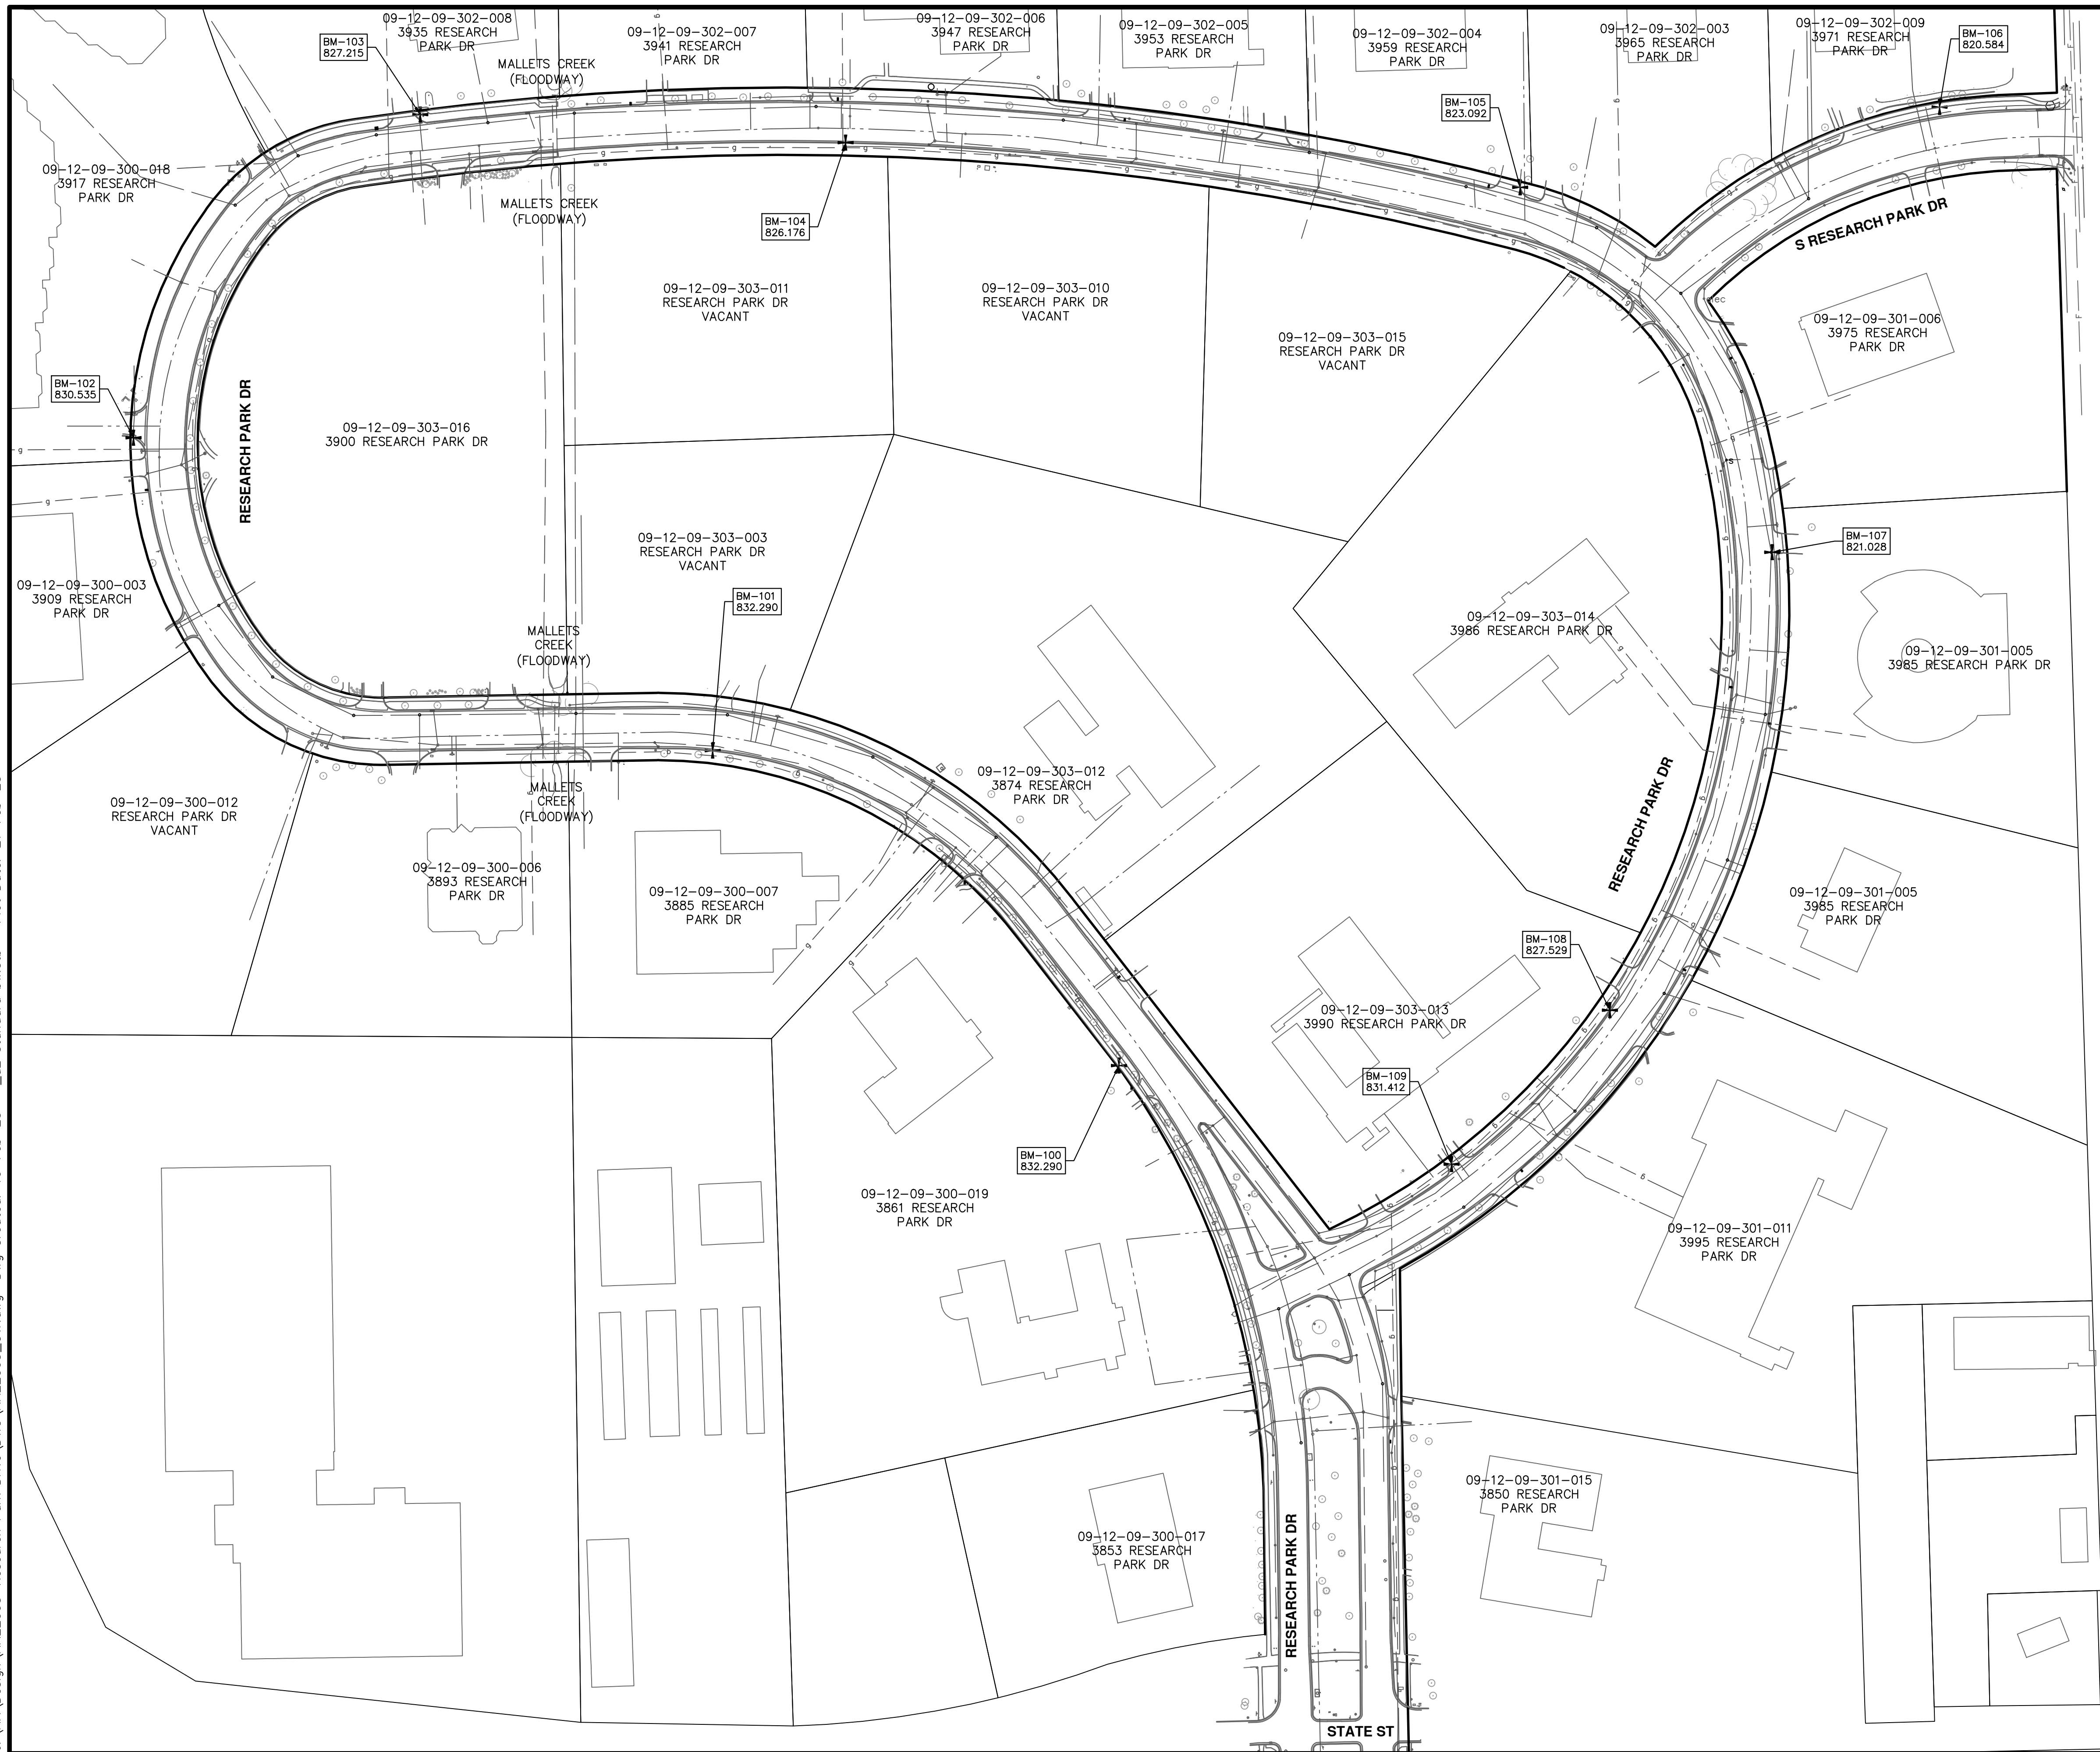 09-12-09-302-008
3935 RESEARCH
PARK DR
BM-103
827.215
MALLETS CREEK
(FLOODWAY)
09-12-09-302-007
3941 RESEARCH
PARK DR
09-12-09-302-006
3947 RESEARCH
PARK DR
09-12-09-302-005
3953 RESEARCH
PARK DR
09-12-09-302-004
3959 RESEARCH
PARK DR
BM-105
823.092
09-12-09-302-003
3965 RESEARCH
PARK DR
09-12-09-302-009
3971 RESEARCH
PARK DR
BM-106
820.584
09-12-09-300-018
3917 RESEARCH
PARK DR
MALLETS CREEK
(FLOODWAY)
BM-104
826.176
S RESEARCH PARK DR
09-12-09-303-011
RESEARCH PARK DR
VACANT
09-12-09-303-010
RESEARCH PARK DR
VACANT
09-12-09-303-015
RESEARCH PARK DR
VACANT
09-12-09-301-006
3975 RESEARCH
PARK DR
BM-102
830.535
RESEARCH PARK DR
09-12-09-303-016
3900 RESEARCH PARK DR
09-12-09-303-003
RESEARCH PARK DR
VACANT
BM-107
821.028
09-12-09-300-003
3909 RESEARCH
PARK DR
BM-101
832.290
MALLETS
CREEK
(FLOODWAY)
09-12-09-303-014
3986 RESEARCH PARK DR
09-12-09-301-005
3985 RESEARCH PARK DR
09-12-09-300-012
RESEARCH PARK DR
VACANT
MALLETS
CREEK
(FLOODWAY)
09-12-09-303-012
3874 RESEARCH
PARK DR
RESEARCH PARK DR
09-12-09-300-006
3893 RESEARCH
PARK DR
09-12-09-300-007
3885 RESEARCH
PARK DR
09-12-09-301-005
3985 RESEARCH
PARK DR
BM-108
827.529
09-12-09-303-013
3990 RESEARCH PARK DR
BM-109
831.412
BM-100
832.290
09-12-09-300-019
3861 RESEARCH
PARK DR
09-12-09-301-011
3995 RESEARCH
PARK DR
09-12-09-301-015
3850 RESEARCH
PARK DR
09-12-09-300-017
3853 RESEARCH
PARK DR
RESEARCH PARK DR
STATE ST